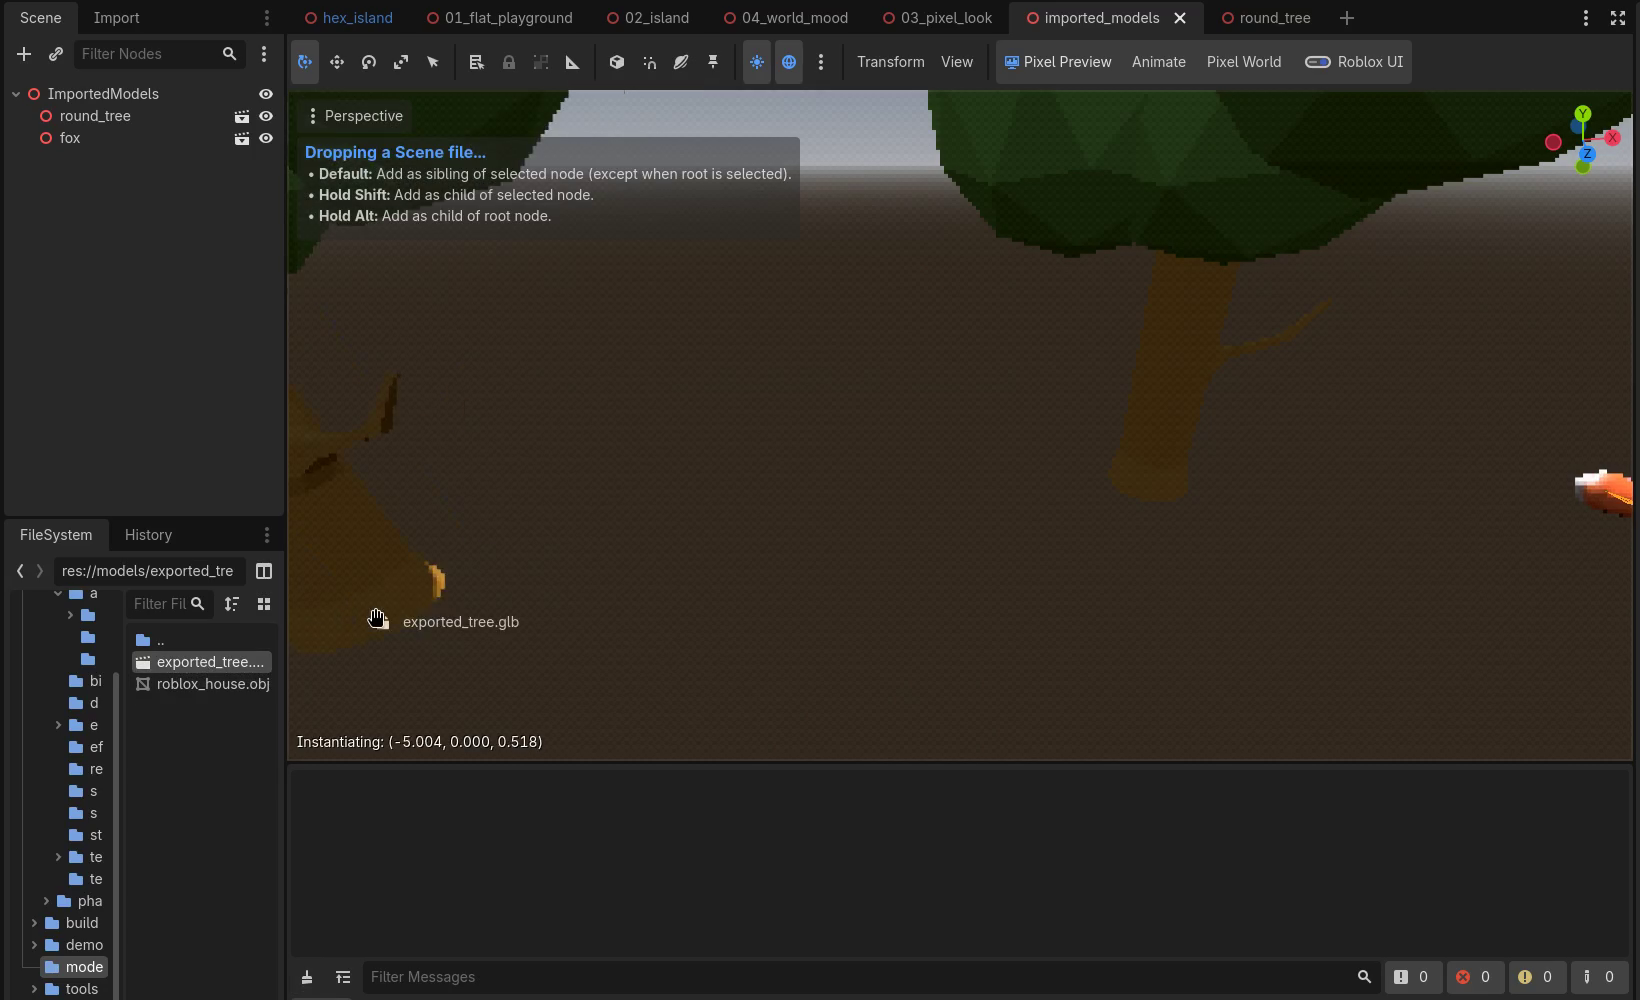 Scene
Import
hex_island
01_flat_playground
02_island
04_world_mood
03_pixel_look
imported_models
round_tree
Filter Nodes
Transform
View
Pixel Preview
Animate
Pixel World
Roblox UI
ImportedModels
round_tree
fox
Perspective
Y
X
Z
Dropping a Scene file...
• Default: Add as sibling of selected node (except when root is selected).
• Hold Shift: Add as child of selected node.
• Hold Alt: Add as child of root node.
exported_tree.glb
Instantiating: (-5.004, 0.000, 0.518)
FileSystem
History
res://models/exported_tre
Filter Fil
a
bi
d
e
ef
re
s
s
st
te
te
pha
build
demo
mode
tools
..
exported_tree....
roblox_house.obj
Filter Messages
0
0
0
0